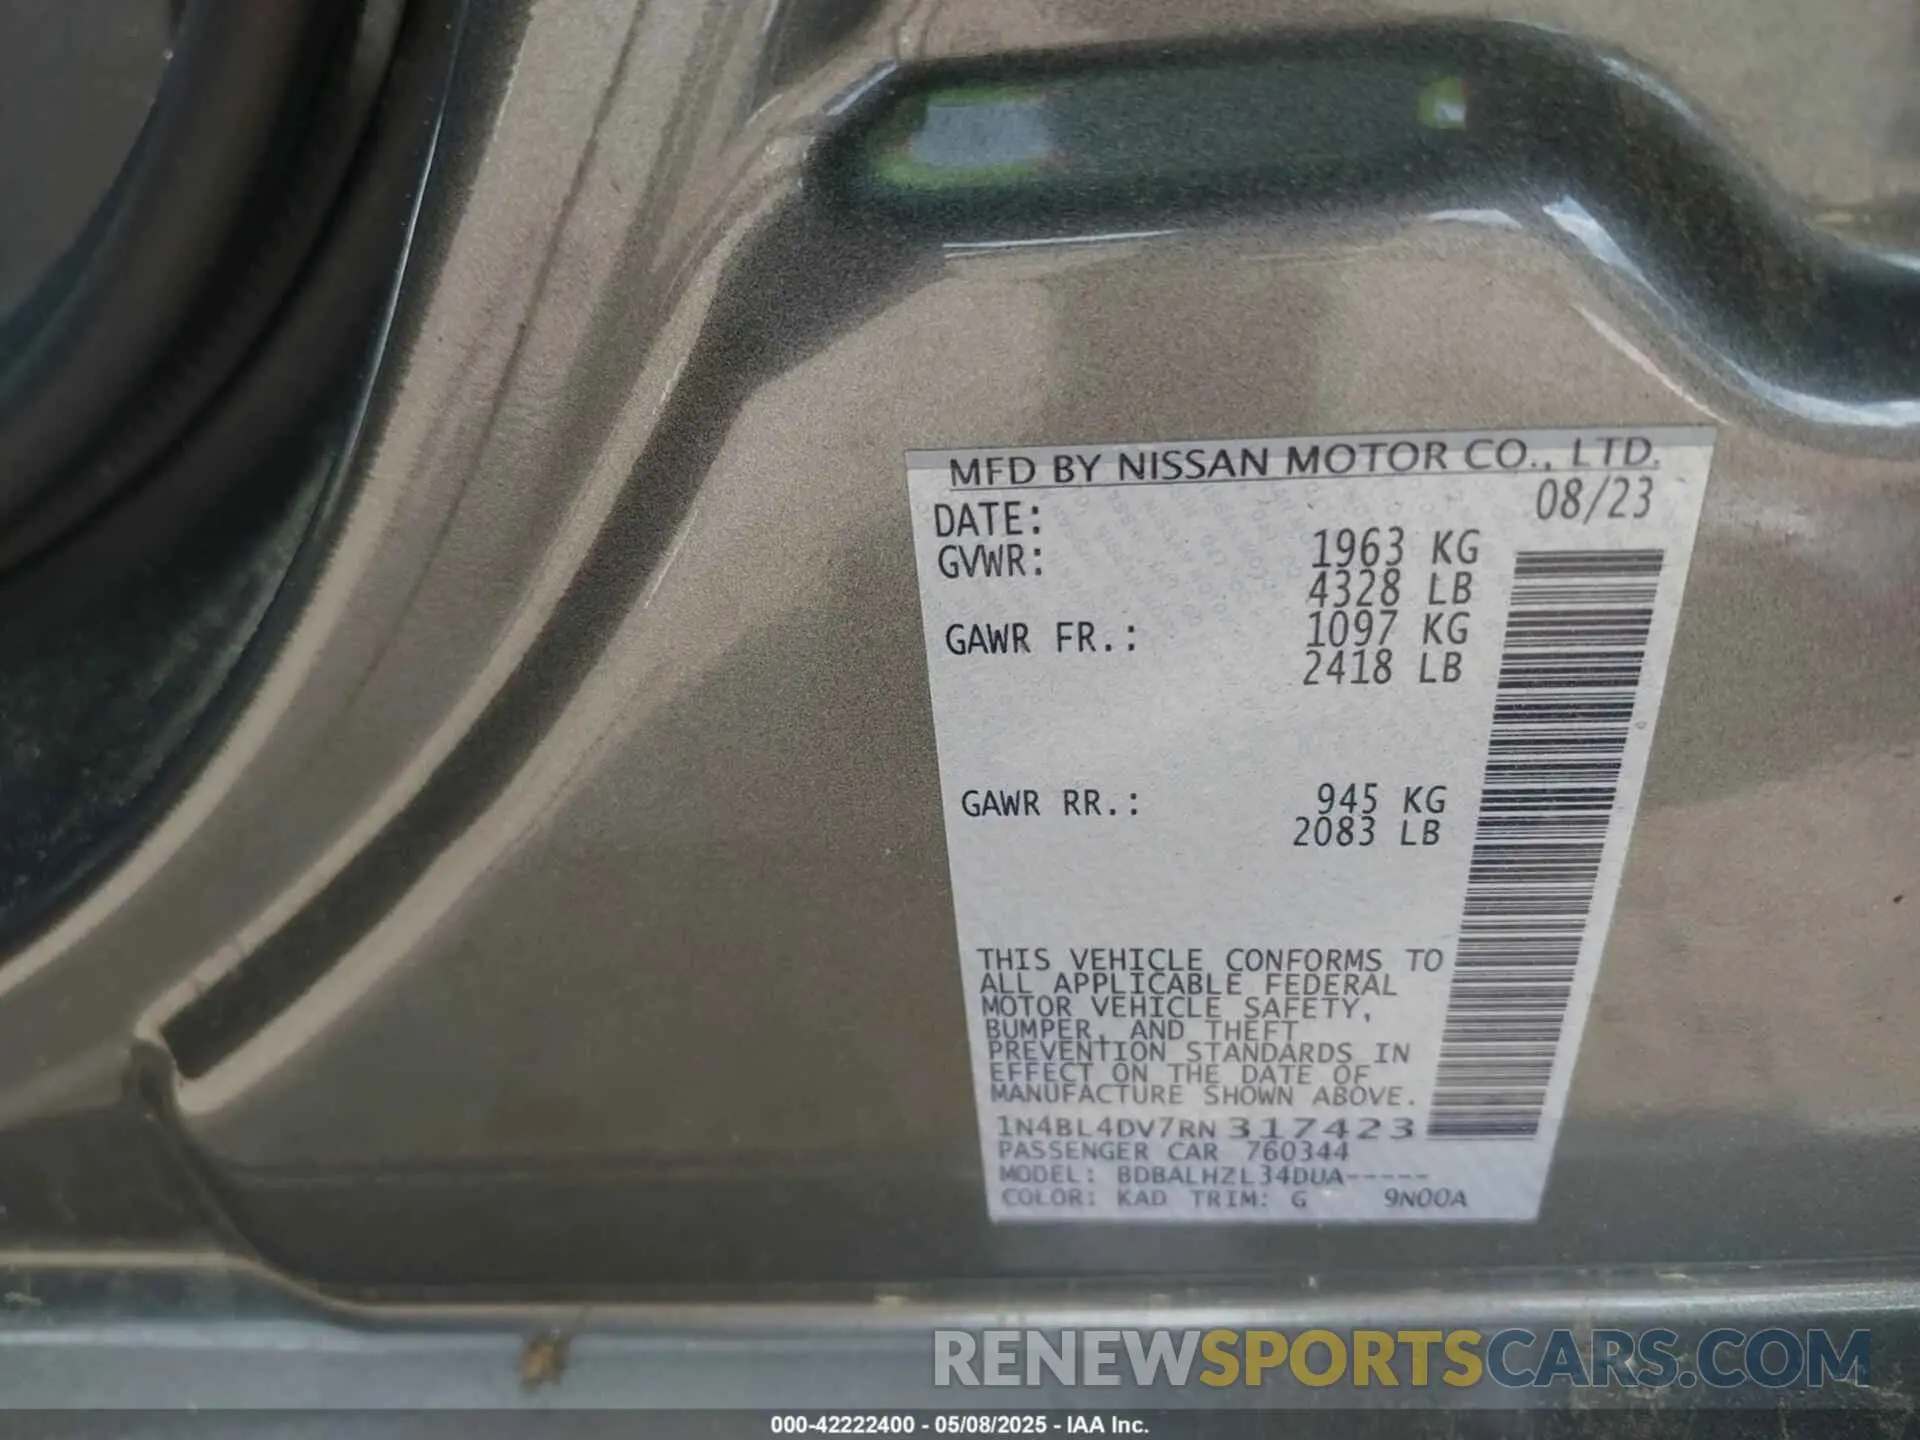 MFD BY NISSAN MOTOR CO., LTD.
DATE: 08/23
GVWR: 1963 KG
4328 LB
GAWR FR.: 1097 KG
2418 LB
GAWR RR.: 945 KG
2083 LB
THIS VEHICLE CONFORMS TO
ALL APPLICABLE FEDERAL
MOTOR VEHICLE SAFETY,
BUMPER, AND THEFT
PREVENTION STANDARDS IN
EFFECT ON THE DATE OF
MANUFACTURE SHOWN ABOVE.
1N4BL4DV7RN317423
PASSENGER CAR 760344
MODEL: BDBALHZL34DUA-----
COLOR: KAD TRIM: G 9N00A
RENEWSPORTSCARS.COM
000-42222400 - 05/08/2025 - IAA Inc.